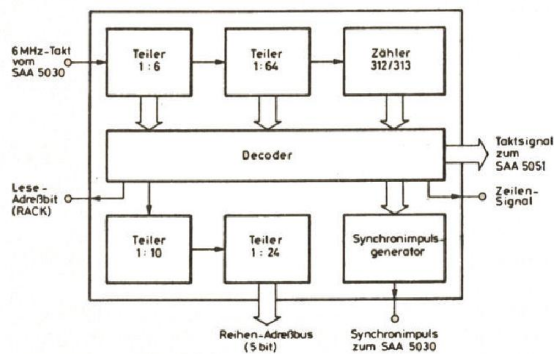 6MHz-Takt
vom
SAA 5030
Teiler
1 : 6
Teiler
1 : 64
Zähler
312/313
Decoder
Taktsignal
zum
SAA 5051
Lese-
Adreßbit
(RACK)
Zeilen-
Signal
Teiler
1 : 10
Teiler
1 : 24
Synchronimpuls-
generator
Reihen-Adreßbus
(5 bit)
Synchronimpuls
zum SAA 5030